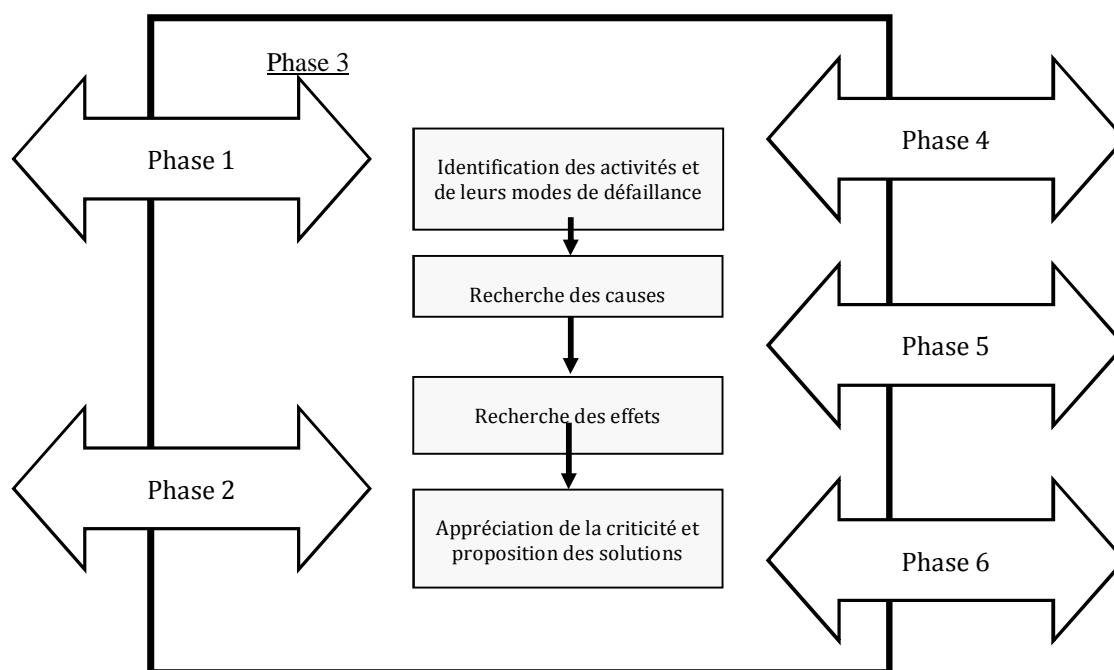 Phase 3
Phase 1
Phase 2
Identification des activités et
de leurs modes de défaillance
Recherche des causes
Recherche des effets
Appréciation de la criticité et
proposition des solutions
Phase 4
Phase 5
Phase 6